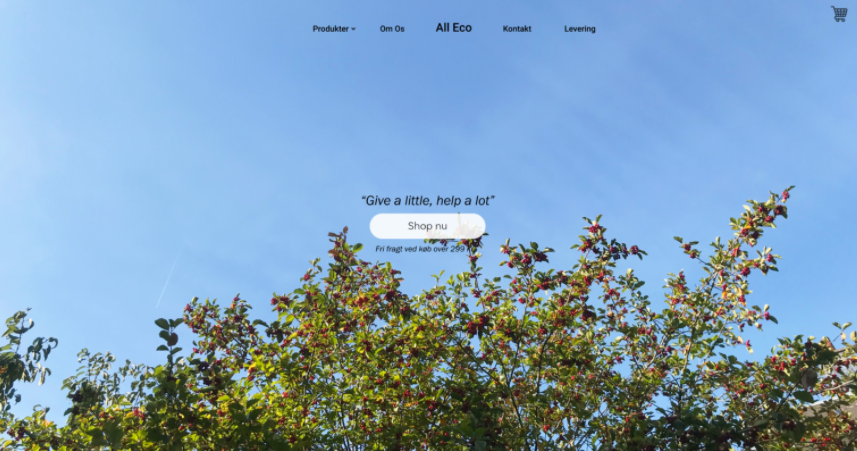 Produkter
Om Os
All Eco
Kontakt
Levering
“Give a little, help a lot”
Shop nu
Fri fragt ved køb over 299